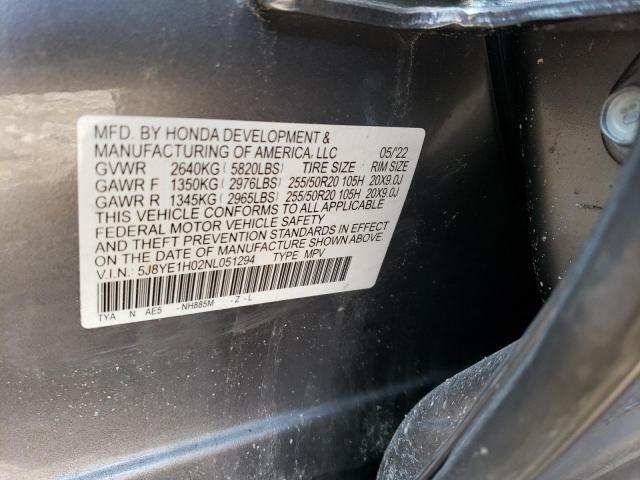 MFD. BY HONDA DEVELOPMENT &
MANUFACTURING OF AMERICA, LLC 05/'22
GVWR 2640KG ( 5820LBS) TIRE SIZE RIM SIZE
GAWR F 1350KG ( 2976LBS) 255/50R20 105H 20X9.0J
GAWR R 1345KG ( 2965LBS) 255/50R20 105H 20X9.0J
THIS VEHICLE CONFORMS TO ALL APPLICABLE
FEDERAL MOTOR VEHICLE SAFETY
AND THEFT PREVENTION STANDARDS IN EFFECT
ON THE DATE OF MANUFACTURE SHOWN ABOVE.
V.I.N.: 5J8YE1H02NL051294 TYPE: MPV
TYA N AE5 -NH885M -Z-L